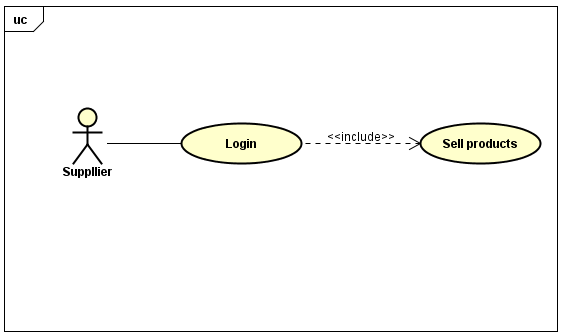 uc
Login
<<include>>
Sell products
Suppllier